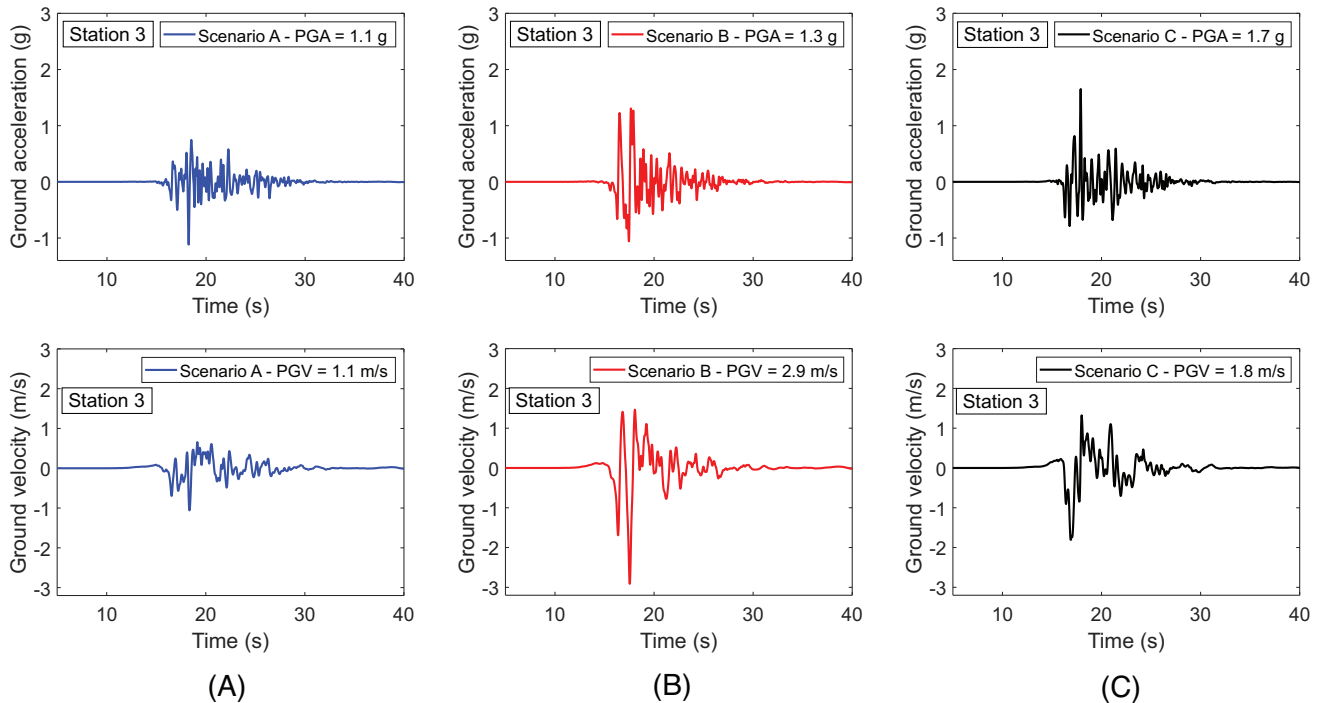 Station 3
Scenario A - PGA = 1.1 g
Ground acceleration (g)
3
2
1
0
-1
10 20 30 40
Time (s)
Station 3
Scenario B - PGA = 1.3 g
Ground acceleration (g)
3
2
1
0
-1
10 20 30 40
Time (s)
Station 3
Scenario C - PGA = 1.7 g
Ground acceleration (g)
3
2
1
0
-1
10 20 30 40
Time (s)
Scenario A - PGV = 1.1 m/s
Station 3
Ground velocity (m/s)
3
2
1
0
-1
-2
-3
10 20 30 40
Time (s)
Scenario B - PGV = 2.9 m/s
Station 3
Ground velocity (m/s)
3
2
1
0
-1
-2
-3
10 20 30 40
Time (s)
Scenario C - PGV = 1.8 m/s
Station 3
Ground velocity (m/s)
3
2
1
0
-1
-2
-3
10 20 30 40
Time (s)
(A)
(B)
(C)